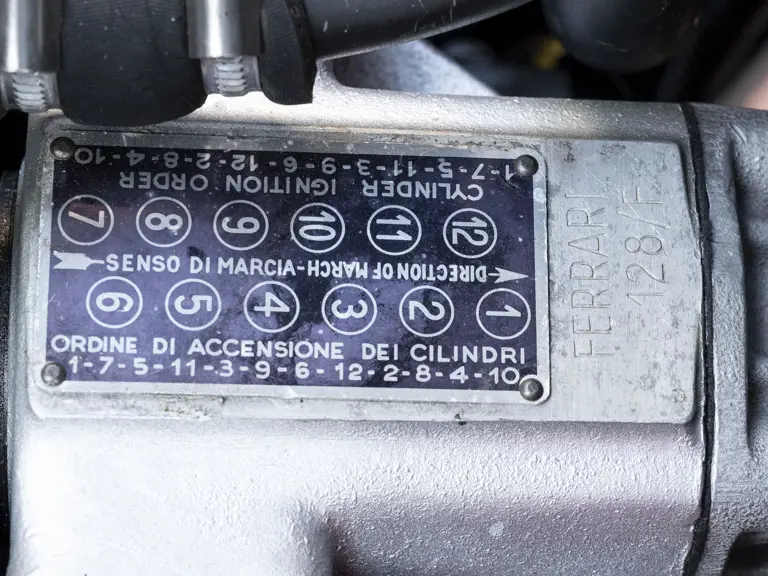 1-7-5-11-3-9-6-12-2-8-4-10
CYLINDER IGNITION ORDER
7 8 9 10 11 12
SENSO DI MARCIA-DIRECTION OF MARCH
6 5 4 3 2 1
ORDINE DI ACCENSIONE DEI CILINDRI
1-7-5-11-3-9-6-12-2-8-4-10
FERRARI
128/F